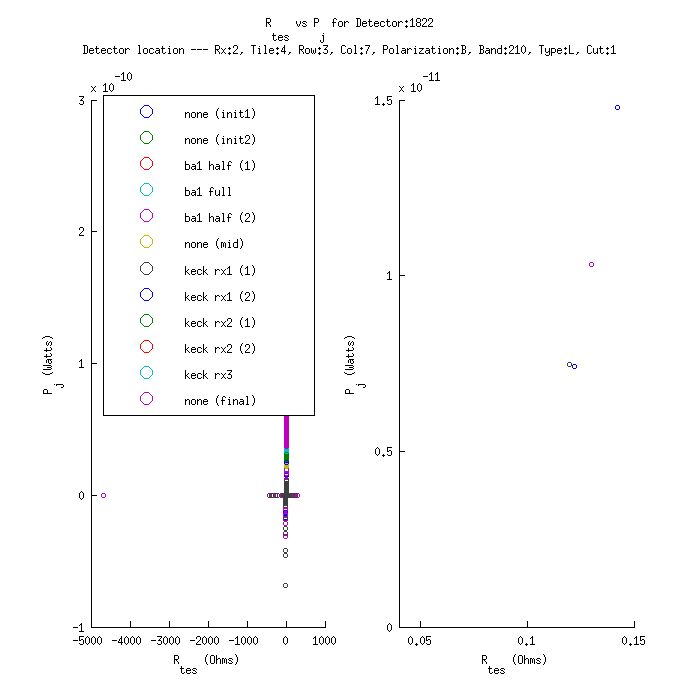 R    vs P  for Detector:1822
tes     j
Detector location --- Rx:2, Tile:4, Row:3, Col:7, Polarization:B, Band:210, Type:L, Cut:1
x 10^-10
x 10^-11
3
2
1
0
-1
none (init1)
none (init2)
ba1 half (1)
ba1 full
ba1 half (2)
none (mid)
keck rx1 (1)
keck rx1 (2)
keck rx2 (1)
keck rx2 (2)
keck rx3
none (final)
P_j (Watts)
-5000 -4000 -3000 -2000 -1000 0 1000
R_tes (Ohms)
1.5
1
0.5
0
P_j (Watts)
0.05 0.1 0.15
R_tes (Ohms)